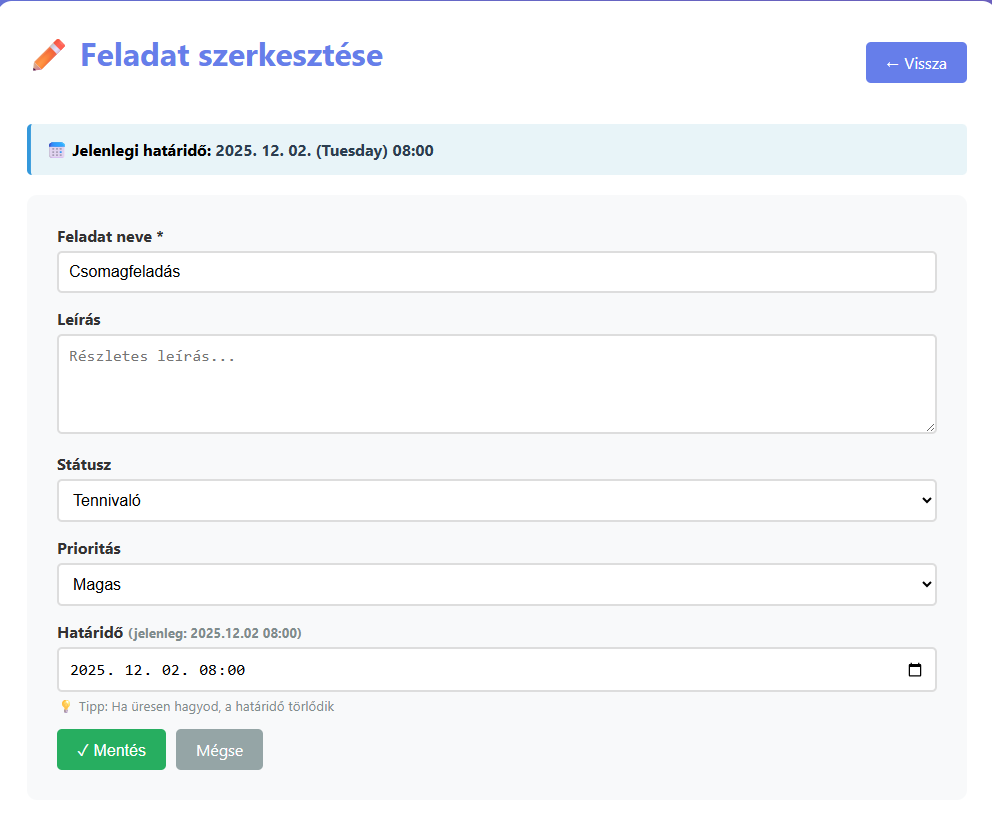 Feladat szerkesztése
← Vissza
Jelenlegi határidő: 2025. 12. 02. (Tuesday) 08:00
Feladat neve *
Csomagfeladás
Leírás
Részletes leírás...
Státusz
Tennivaló
Prioritás
Magas
Határidő (jelenleg: 2025.12.02 08:00)
2025. 12. 02. 08:00
Tipp: Ha üresen hagyod, a határidő törlődik
✓ Mentés
Mégse